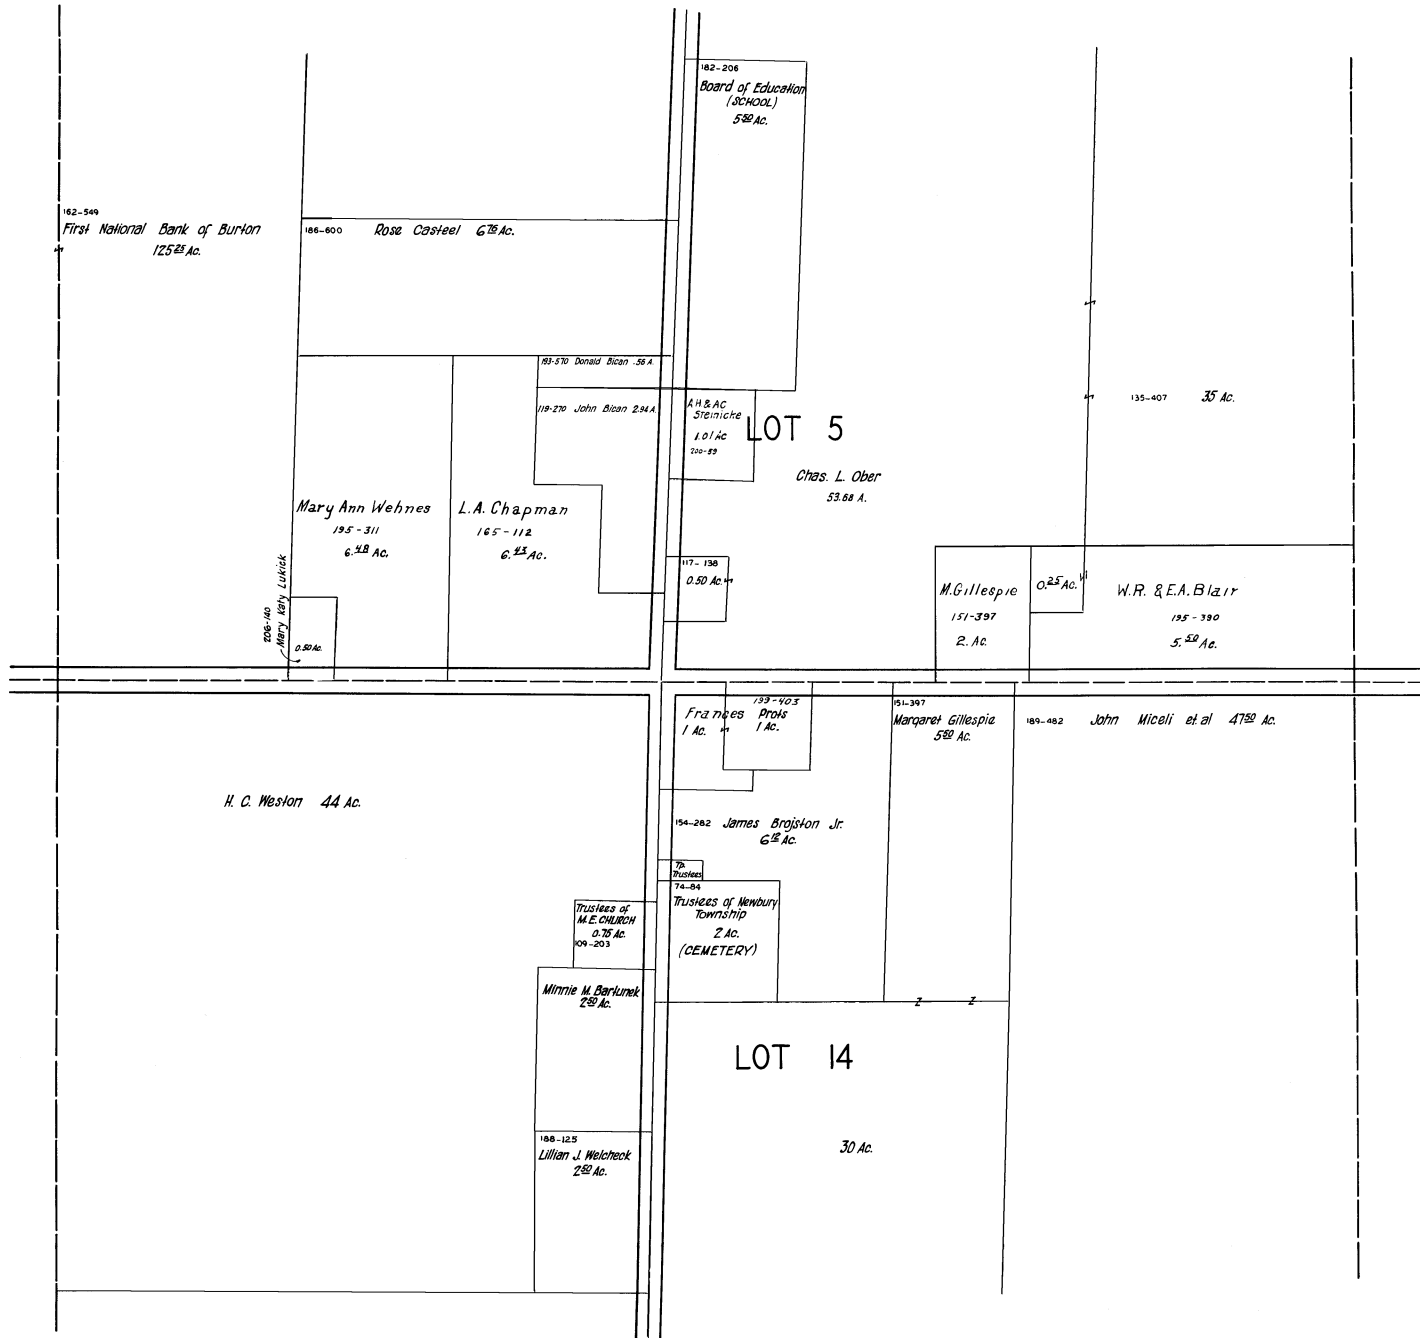 182-206
Board of Education
(SCHOOL)
5 50 Ac.
162-549
First National Bank of Burton
125 25 Ac.
186-600 Rose Casteel 6 76 Ac.
193-570 Donald Bican .56 A.
119-270 John Bican 2.94 A.
A H & AC
Steinicke
1.01 Ac
200-59
LOT 5
135-407 35 Ac.
Chas. L. Ober
53.68 A.
Mary Ann Wehnes
195-311
6. 48 Ac.
L.A. Chapman
165-112
6. 43 Ac.
117-138
0.50 Ac.
206-140
Mary Katy Lukick
0.50 Ac.
M. Gillespie
151-397
2. Ac.
0. 25 Ac.
W.R. & E.A. Blair
195-390
5. 50 Ac.
Frances Prots
1 Ac.
199-403
1 Ac.
151-397
Margaret Gillespie
5 50 Ac.
189-482 John Miceli et. al 47 50 Ac.
H. C. Weston 44 Ac.
154-282 James Brojston Jr.
6 12 Ac.
Tp.
Trustees
74-84
Trustees of Newbury
Township
2 Ac.
(CEMETERY)
Trustees of
M.E. CHURCH
0.75 Ac.
109-203
Minnie M. Bartunek
2 50 Ac.
LOT 14
188-125
Lillian J. Welcheck
2 50 Ac.
30 Ac.